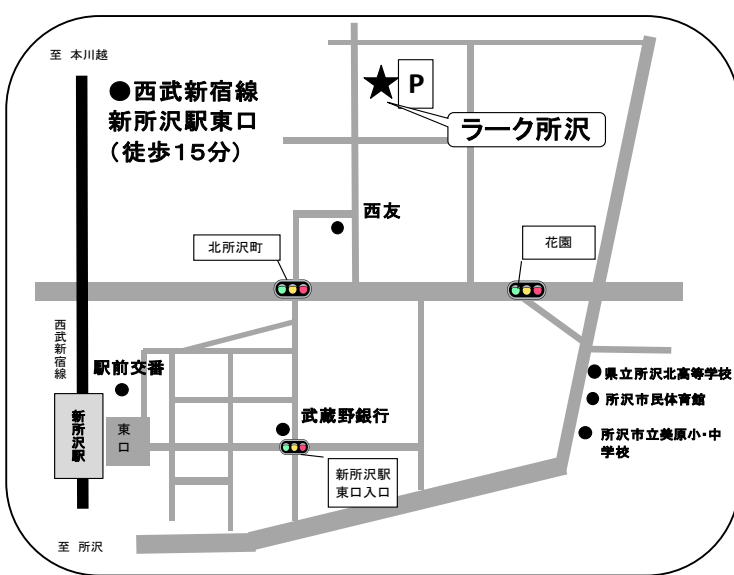 至 本川越
●西武新宿線
新所沢駅東口
(徒歩15分)
P
ラーク所沢
西友
北所沢町
花園
西武新宿線
駅前交番
県立所沢北高等学校
所沢市民体育館
所沢市立美原小・中
学校
武蔵野銀行
新所沢駅
東口
新所沢駅
東口入口
至 所沢